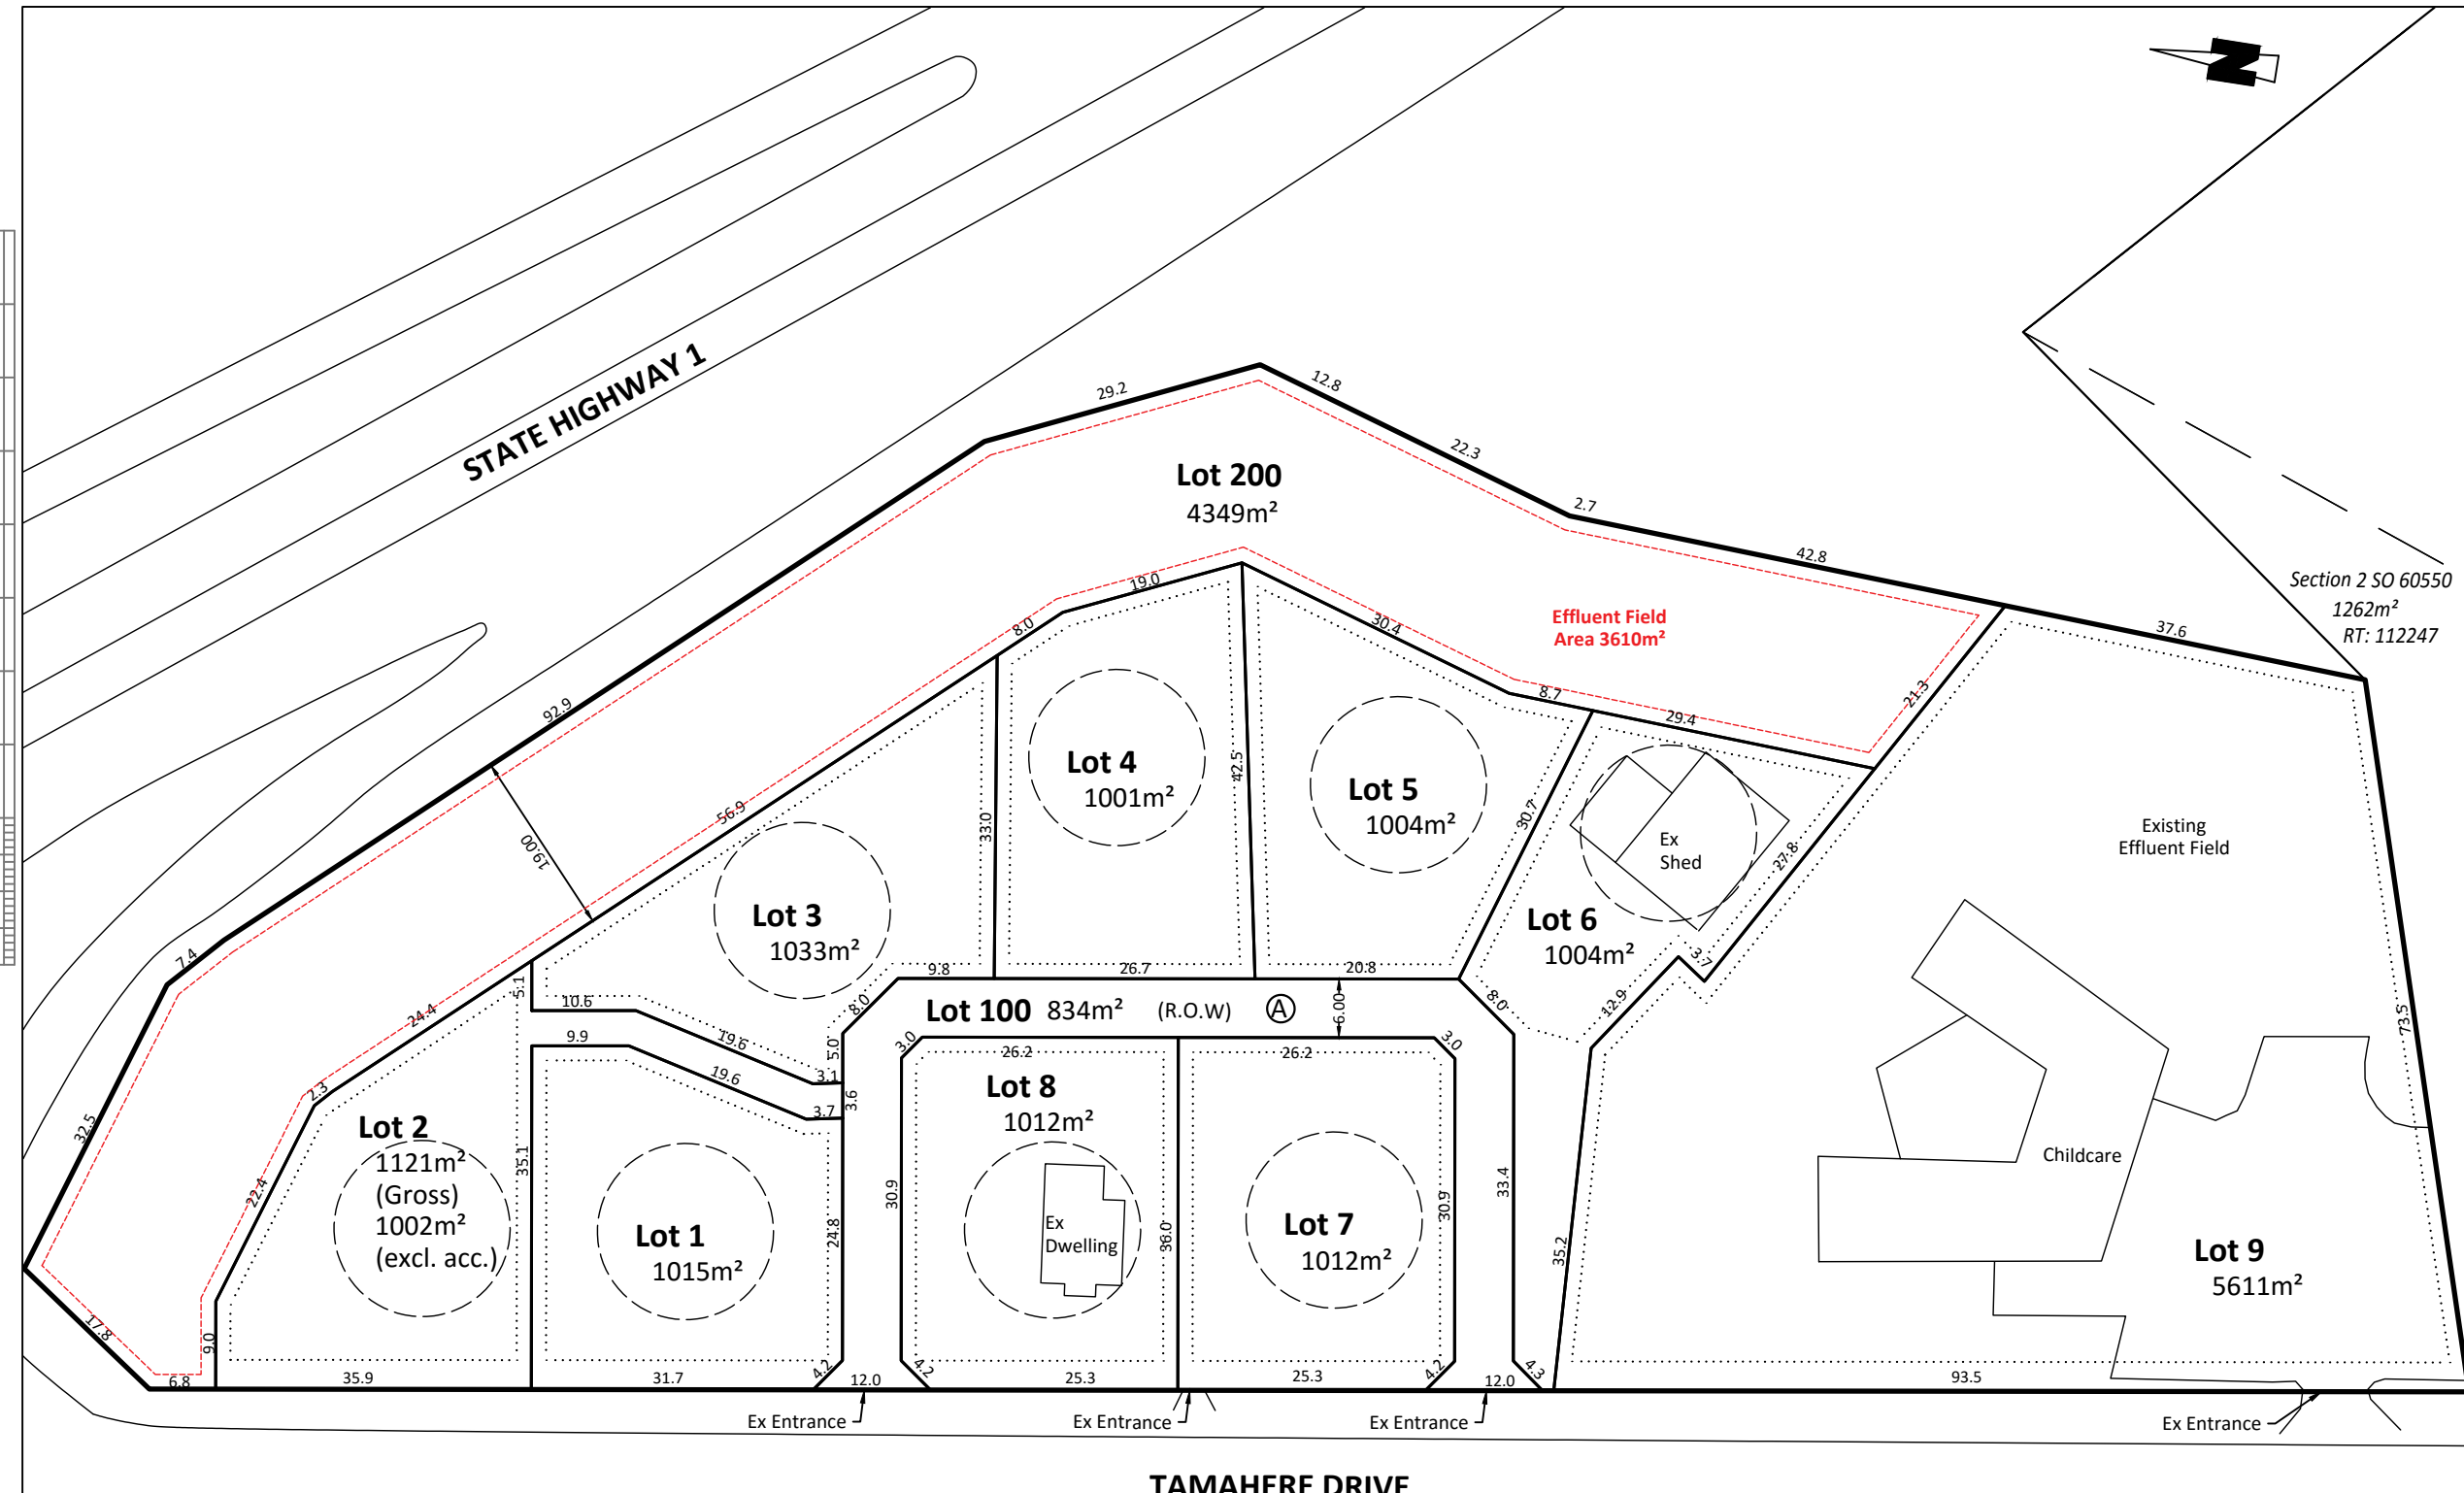 N
STATE HIGHWAY 1
29.2
12.8
22.3
2.7
42.8
37.6
Lot 200
4349m²
Section 2 SO 60550
1262m²
RT: 112247
Effluent Field
Area 3610m²
19.0
8.0
30.4
8.7
29.4
21.3
92.9
56.9
19.00
7.4
24.4
2.3
32.5
22.4
17.8
9.0
6.8
Lot 4
1001m²
42.5
33.0
Lot 5
1004m²
30.7
Ex
Shed
27.8
Existing
Effluent Field
Lot 3
1033m²
Lot 6
1004m²
3.7
12.9
8.0
73.5
5.1
10.6
9.8
26.7
20.8
8.0
Lot 100 834m² (R.O.W) A
6.00
9.9
19.6
19.6
5.0
3.1
3.7
3.6
3.0
26.2
26.2
3.0
Lot 2
1121m²
(Gross)
1002m²
(excl. acc.)
35.1
Lot 1
1015m²
24.8
30.9
Lot 8
1012m²
Ex
Dwelling
36.0
Lot 7
1012m²
30.9
33.4
35.2
Childcare
Lot 9
5611m²
35.9
31.7
4.2
12.0
4.2
25.3
25.3
4.2
12.0
4.3
93.5
Ex Entrance
Ex Entrance
Ex Entrance
Ex Entrance
TAMAHERE DRIVE